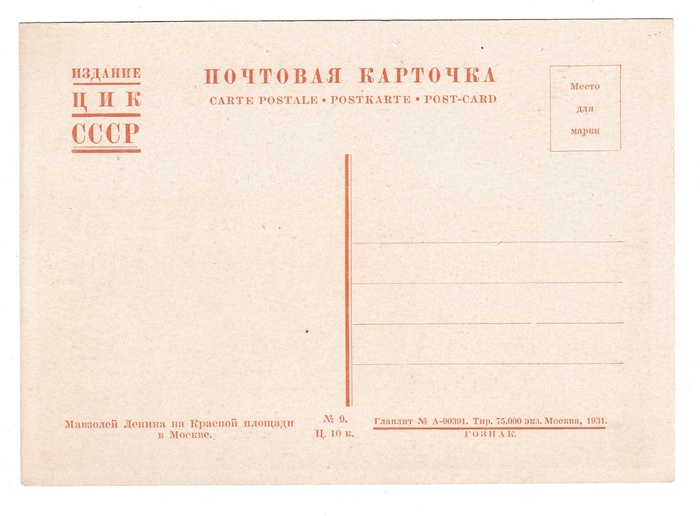 ИЗДАНИЕ
ЦИК
СССР
ПОЧТОВАЯ КАРТОЧКА
CARTE POSTALE • POSTKARTE • POST-CARD
Место
для
марки
Мавзолей Ленина на Красной площади
в Москве.
№ 9.
Ц. 10 к.
Главлит № А-90391. Тир. 75.000 экз. Москва, 1931.
ГОЗНАК.